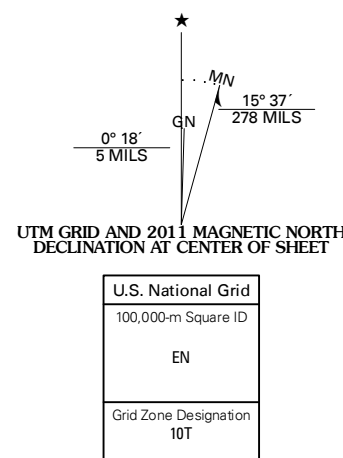 ★
MN
15° 37´
278 MILS
GN
0° 18´
5 MILS
UTM GRID AND 2011 MAGNETIC NORTH
DECLINATION AT CENTER OF SHEET
U.S. National Grid
100,000-m Square ID
EN
Grid Zone Designation
10T